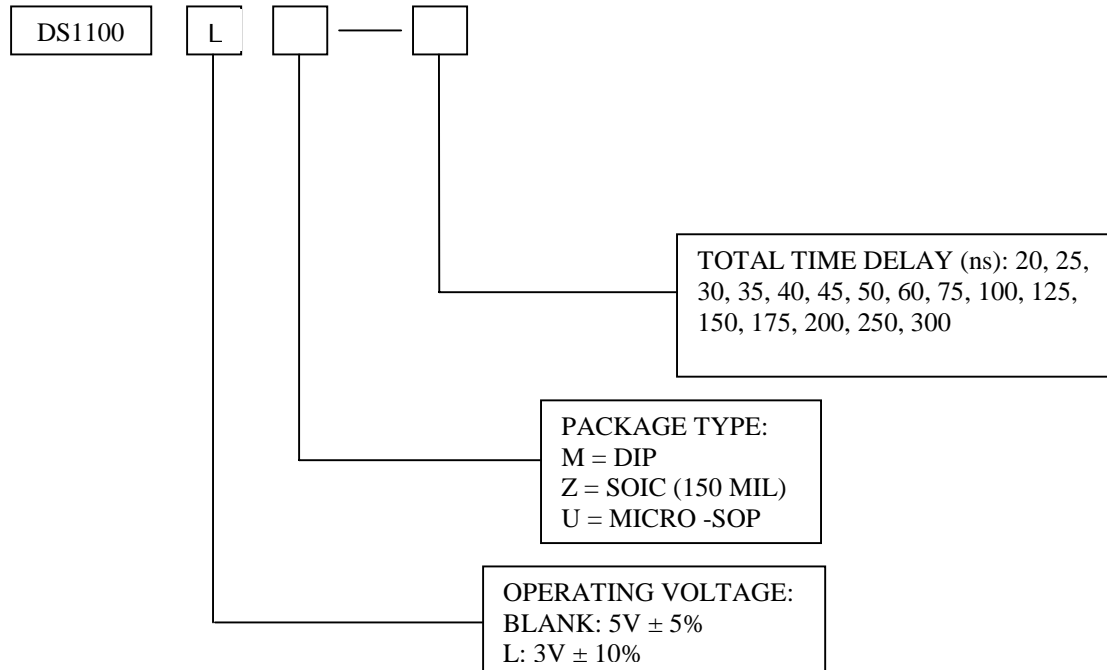 DS1100 L
TOTAL TIME DELAY (ns): 20, 25,
30, 35, 40, 45, 50, 60, 75, 100, 125,
150, 175, 200, 250, 300
PACKAGE TYPE:
M = DIP
Z = SOIC (150 MIL)
U = MICRO -SOP
OPERATING VOLTAGE:
BLANK: 5V ± 5%
L: 3V ± 10%